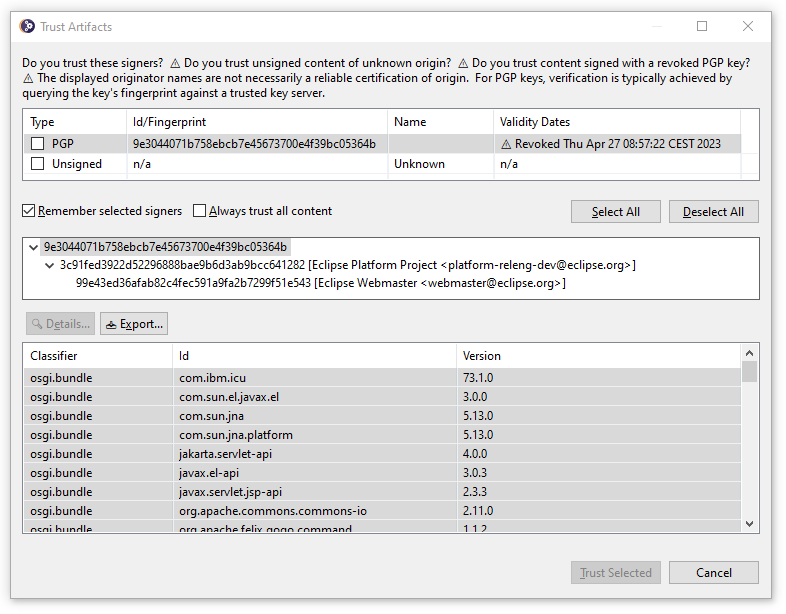 Trust Artifacts
Do you trust these signers? ⚠ Do you trust unsigned content of unknown origin? ⚠ Do you trust content signed with a revoked PGP key?
⚠ The displayed originator names are not necessarily a reliable certification of origin. For PGP keys, verification is typically achieved by
querying the key's fingerprint against a trusted key server.
Type Id/Fingerprint Name Validity Dates
PGP 9e3044071b758ebcb7e45673700e4f39bc05364b ⚠ Revoked Thu Apr 27 08:57:22 CEST 2023
Unsigned n/a Unknown n/a
Remember selected signers Always trust all content Select All Deselect All
9e3044071b758ebcb7e45673700e4f39bc05364b
3c91fed3922d52296888bae9b6d3ab9bcc641282 [Eclipse Platform Project <platform-releng-dev@eclipse.org>]
99e43ed36afab82c4fec591a9fa2b7299f51e543 [Eclipse Webmaster <webmaster@eclipse.org>]
Details... Export...
Classifier Id Version
osgi.bundle com.ibm.icu 73.1.0
osgi.bundle com.sun.el.javax.el 3.0.0
osgi.bundle com.sun.jna 5.13.0
osgi.bundle com.sun.jna.platform 5.13.0
osgi.bundle jakarta.servlet-api 4.0.0
osgi.bundle javax.el-api 3.0.3
osgi.bundle javax.servlet.jsp-api 2.3.3
osgi.bundle org.apache.commons.commons-io 2.11.0
osgi.bundle org.apache.felix.gogo.command 1.1.2
Trust Selected Cancel